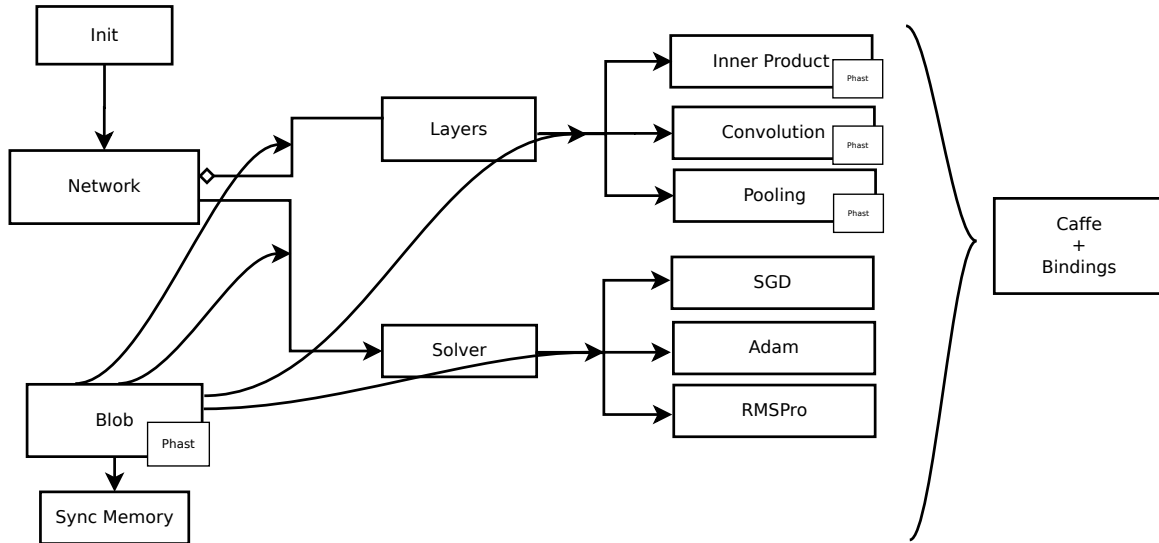 Init
Network
Layers
Inner Product
Phast
Convolution
Phast
Pooling
Phast
Solver
SGD
Adam
RMSPro
Blob
Phast
Sync Memory
Caffe
+
Bindings